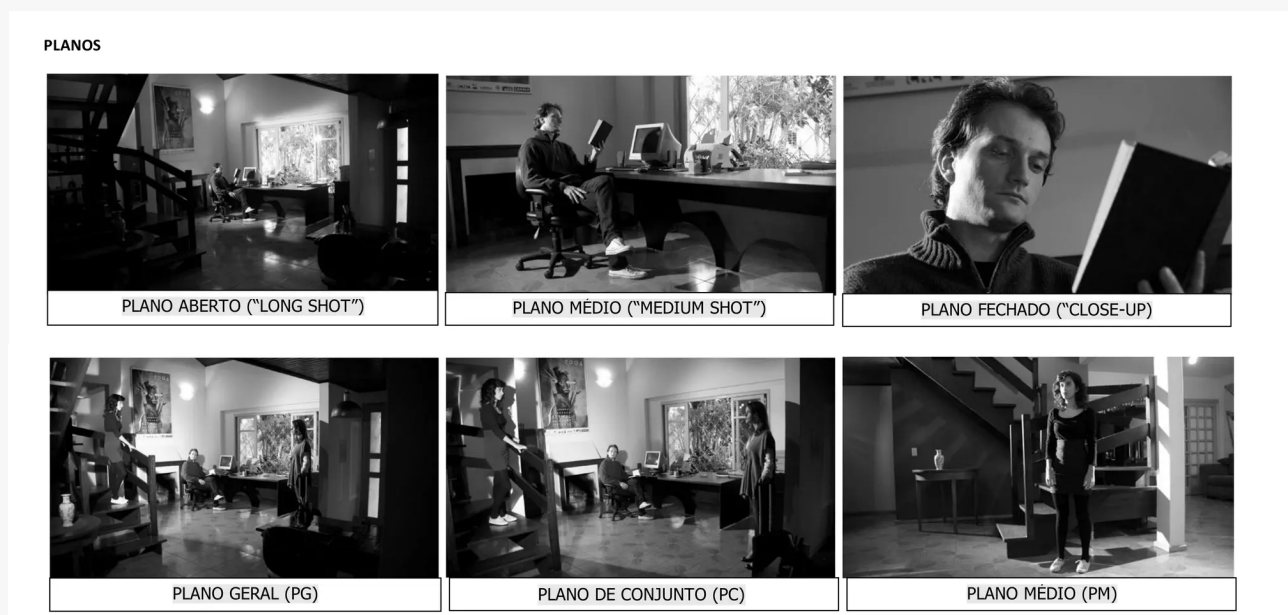 PLANOS
PLANO ABERTO (“LONG SHOT”)
PLANO MÉDIO (“MEDIUM SHOT”)
PLANO FECHADO (“CLOSE-UP)
PLANO GERAL (PG)
PLANO DE CONJUNTO (PC)
PLANO MÉDIO (PM)